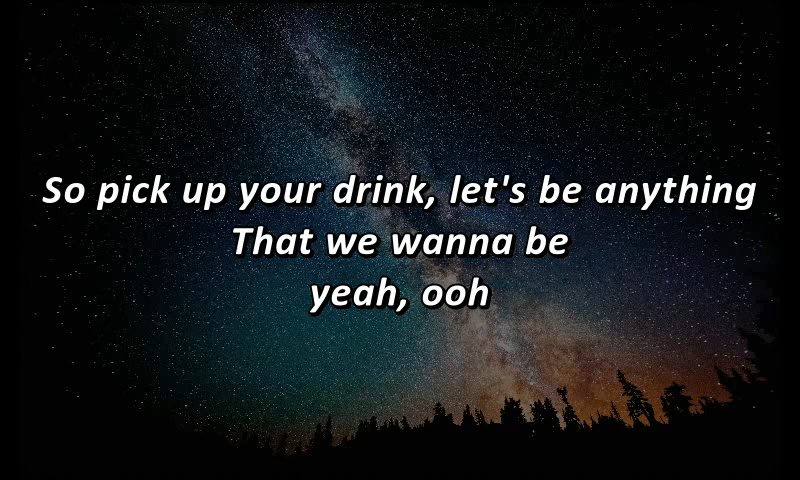 So pick up your drink, let's be anything
That we wanna be
yeah, ooh